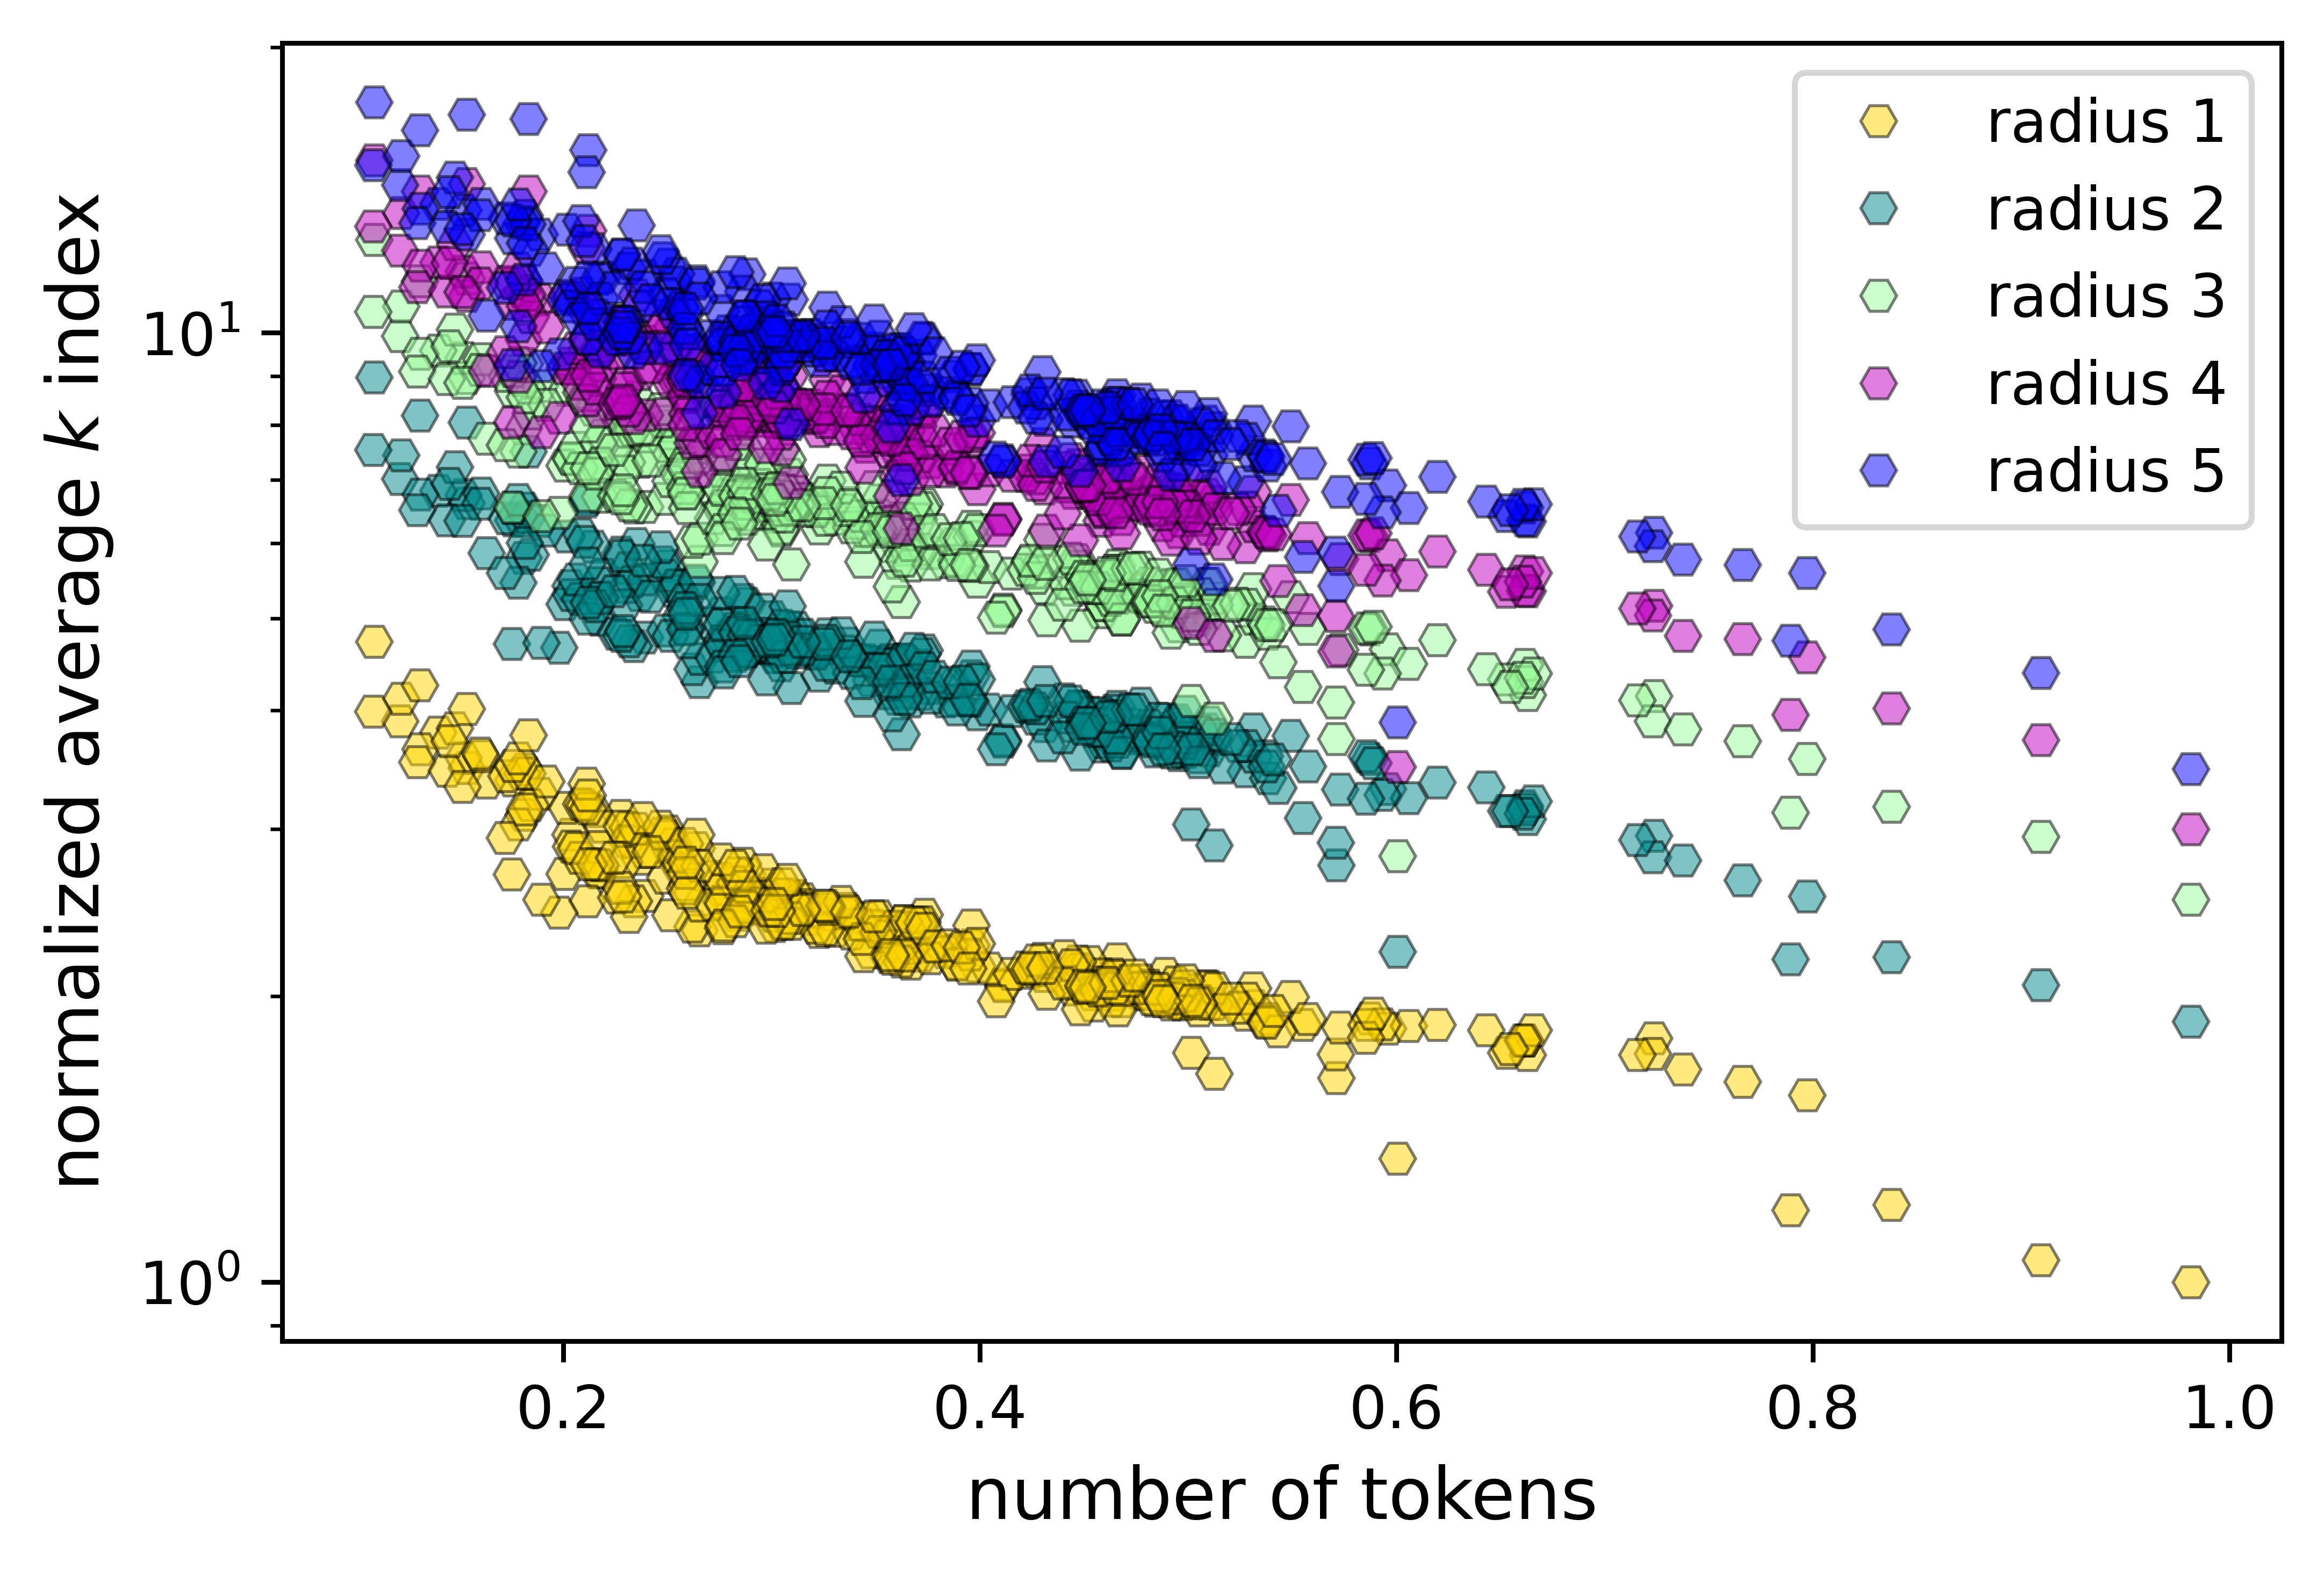 normalized average k index
10¹
10⁰
radius 1
radius 2
radius 3
radius 4
radius 5
0.2 0.4 0.6 0.8 1.0
number of tokens